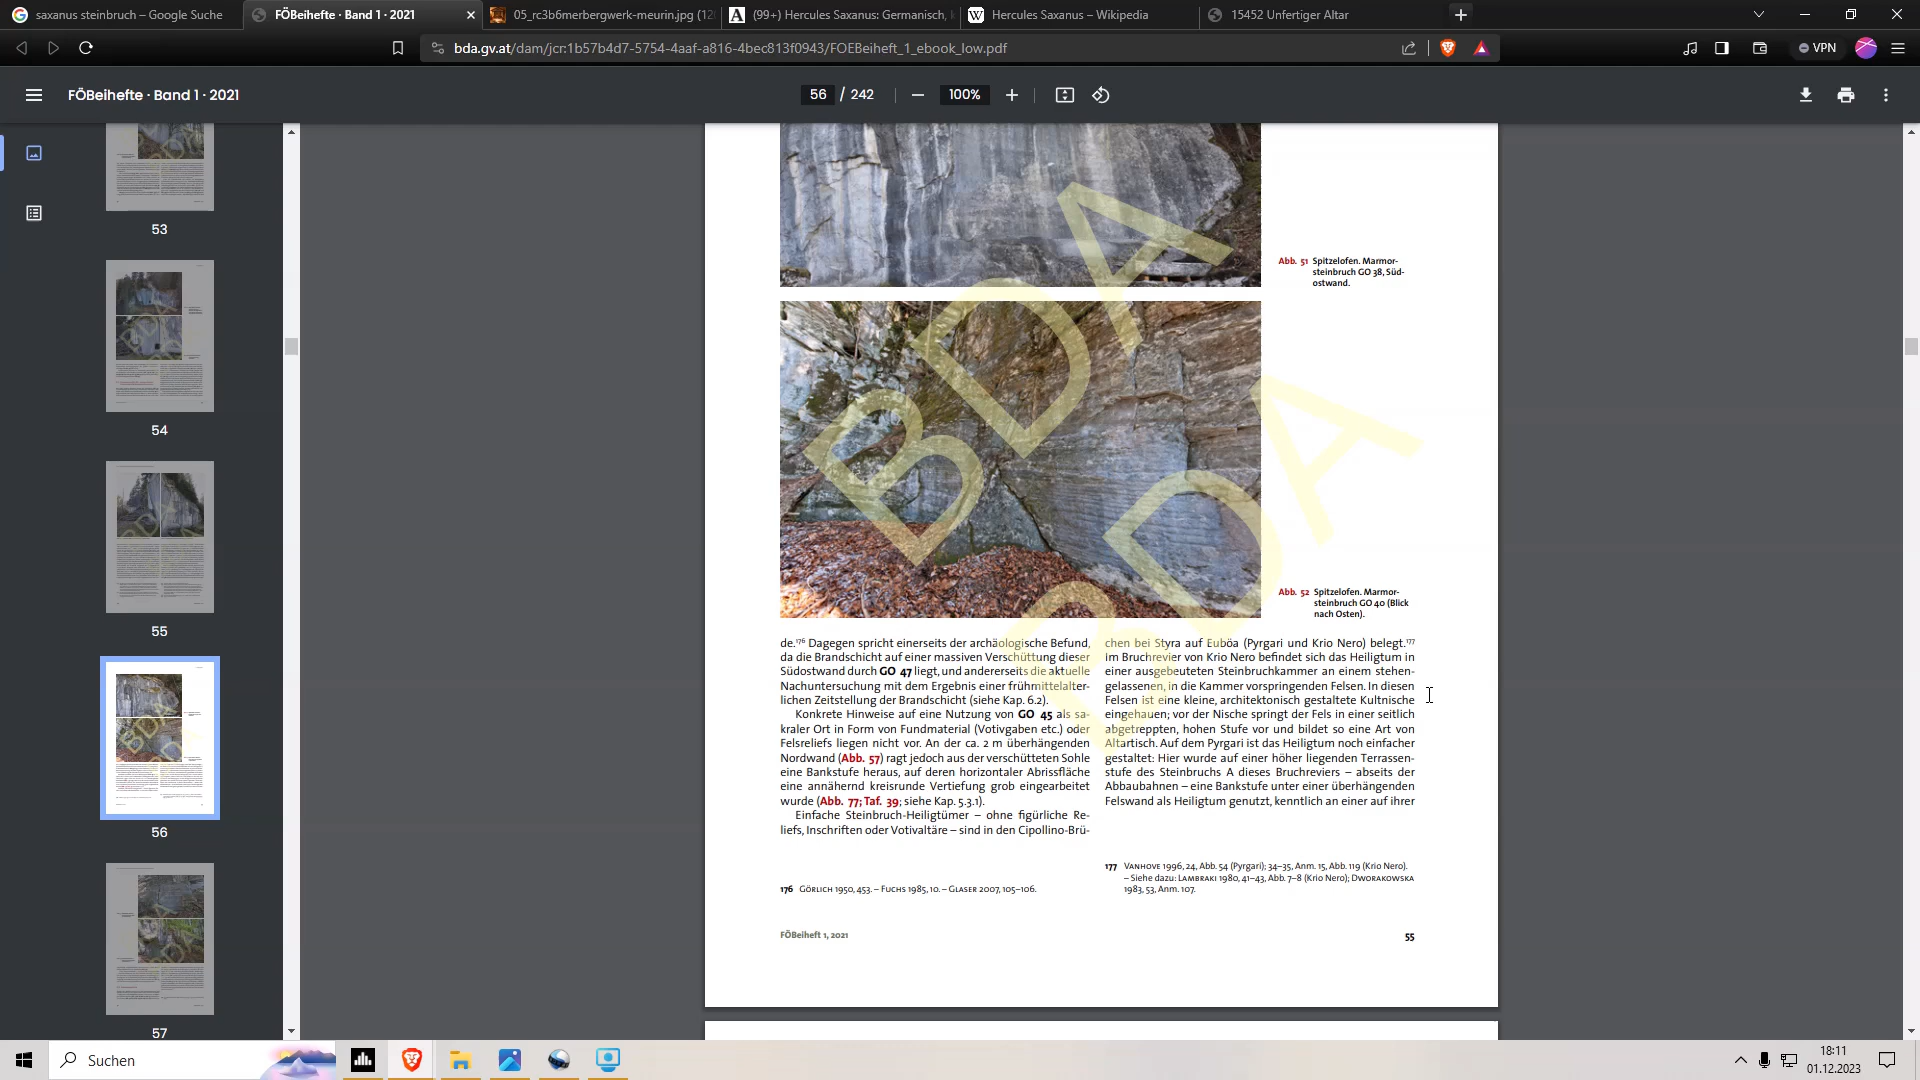 saxanus steinbruch – Google Suche
FÖBeihefte · Band 1 · 2021
05_rc3b6merbergwerk-meurin.jpg (12
(99+) Hercules Saxanus: Germanisch,
Hercules Saxanus – Wikipedia
15452 Unfertiger Altar
bda.gv.at/dam/jcr:1b57b4d7-5754-4aaf-a816-4bec813f0943/FOEBeiheft_1_ebook_low.pdf
VPN
FÖBeihefte · Band 1 · 2021
56 / 242
100%
53
54
55
56
57
BDA
BDA
Abb. 51 Spitzelofen. Marmor-
steinbruch GO 38, Süd-
ostwand.
Abb. 52 Spitzelofen. Marmor-
steinbruch GO 40 (Blick
nach Osten).
de.¹⁷⁶ Dagegen spricht einerseits der archäologische Befund,
da die Brandschicht auf einer massiven Verschüttung dieser
Südostwand durch GO 47 liegt, und andererseits die aktuelle
Nachuntersuchung mit dem Ergebnis einer frühmittelalter-
lichen Zeitstellung der Brandschicht (siehe Kap. 6.2).
Konkrete Hinweise auf eine Nutzung von GO 45 als sa-
kraler Ort in Form von Fundmaterial (Votivgaben etc.) oder
Felsreliefs liegen nicht vor. An der ca. 2 m überhängenden
Nordwand (Abb. 57) ragt jedoch aus der verschütteten Sohle
eine Bankstufe heraus, auf deren horizontaler Abrissfläche
eine annähernd kreisrunde Vertiefung grob eingearbeitet
wurde (Abb. 77; Taf. 39; siehe Kap. 5.3.1).
Einfache Steinbruch-Heiligtümer – ohne figürliche Re-
liefs, Inschriften oder Votivaltäre – sind in den Cipollino-Brü-
chen bei Styra auf Euböa (Pyrgari und Krio Nero) belegt.¹⁷⁷
Im Bruchrevier von Krio Nero befindet sich das Heiligtum in
einer ausgebeuteten Steinbruchkammer an einem stehen-
gelassenen, in die Kammer vorspringenden Felsen. In diesen
Felsen ist eine kleine, architektonisch gestaltete Kultnische
eingehauen; vor der Nische springt der Fels in einer seitlich
abgetreppten, hohen Stufe vor und bildet so eine Art von
Altartisch. Auf dem Pyrgari ist das Heiligtum noch einfacher
gestaltet: Hier wurde auf einer höher liegenden Terrassen-
stufe des Steinbruchs A dieses Bruchreviers – abseits der
Abbaubahnen – eine Bankstufe unter einer überhängenden
Felswand als Heiligtum genutzt, kenntlich an einer auf ihrer
176 Görlich 1950, 453. – Fuchs 1985, 10. – Glaser 2007, 105–106.
177 Vanhove 1996, 24, Abb. 54 (Pyrgari); 34–35, Anm. 15, Abb. 119 (Krio Nero).
– Siehe dazu: Lambraki 1980, 41–43, Abb. 7–8 (Krio Nero); Dworakowska
1983, 53, Anm. 107.
FÖBeiheft 1, 2021
55
Suchen
18:11
01.12.2023